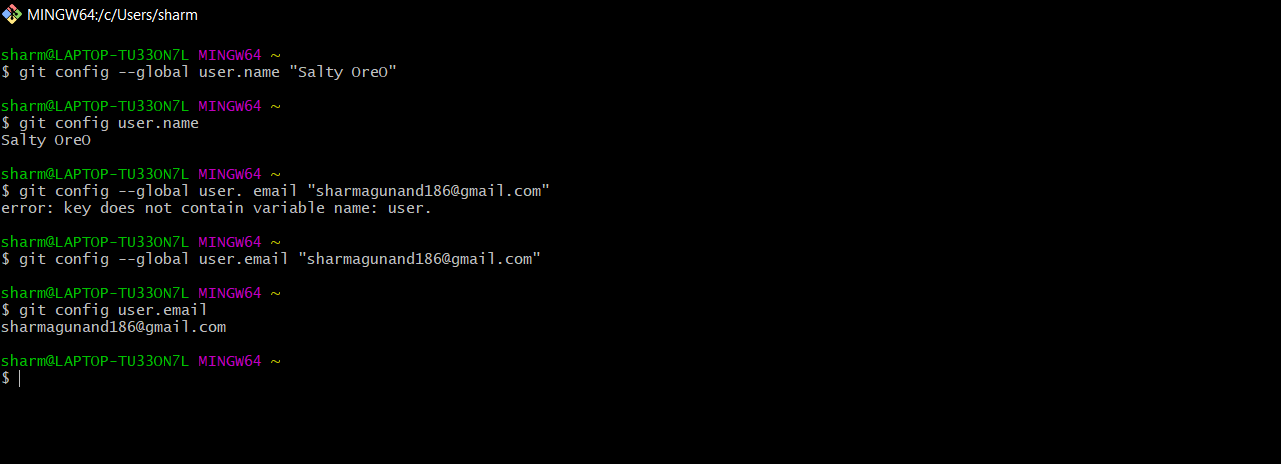 MINGW64:/c/Users/sharm
sharm@LAPTOP-TU33ON7L MINGW64 ~
$ git config --global user.name "Salty OreO"
sharm@LAPTOP-TU33ON7L MINGW64 ~
$ git config user.name
Salty OreO
sharm@LAPTOP-TU33ON7L MINGW64 ~
$ git config --global user. email "sharmagunand186@gmail.com"
error: key does not contain variable name: user.
sharm@LAPTOP-TU33ON7L MINGW64 ~
$ git config --global user.email "sharmagunand186@gmail.com"
sharm@LAPTOP-TU33ON7L MINGW64 ~
$ git config user.email
sharmagunand186@gmail.com
sharm@LAPTOP-TU33ON7L MINGW64 ~
$